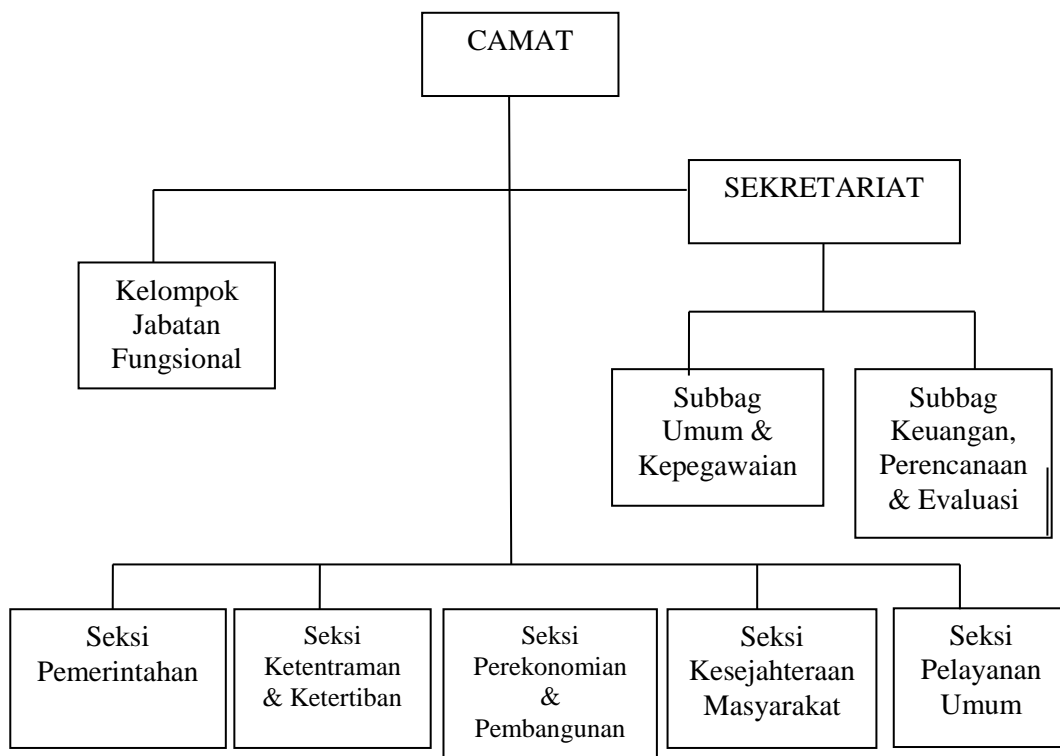 CAMAT
SEKRETARIAT
Kelompok
Jabatan
Fungsional
Subbag
Umum &
Kepegawaian
Subbag
Keuangan,
Perencanaan
& Evaluasi
Seksi
Pemerintahan
Seksi
Ketentraman
& Ketertiban
Seksi
Perekonomian
&
Pembangunan
Seksi
Kesejahteraan
Masyarakat
Seksi
Pelayanan
Umum